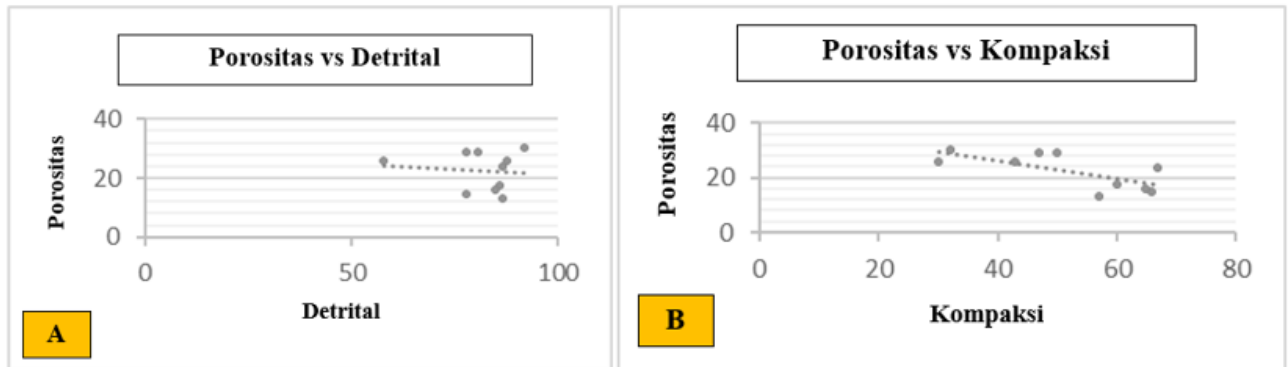 Porositas vs Detrital
Porositas
40
20
0
0 50 100
Detrital
A
Porositas vs Kompaksi
Porositas
40
20
0
0 20 40 60 80
Kompaksi
B